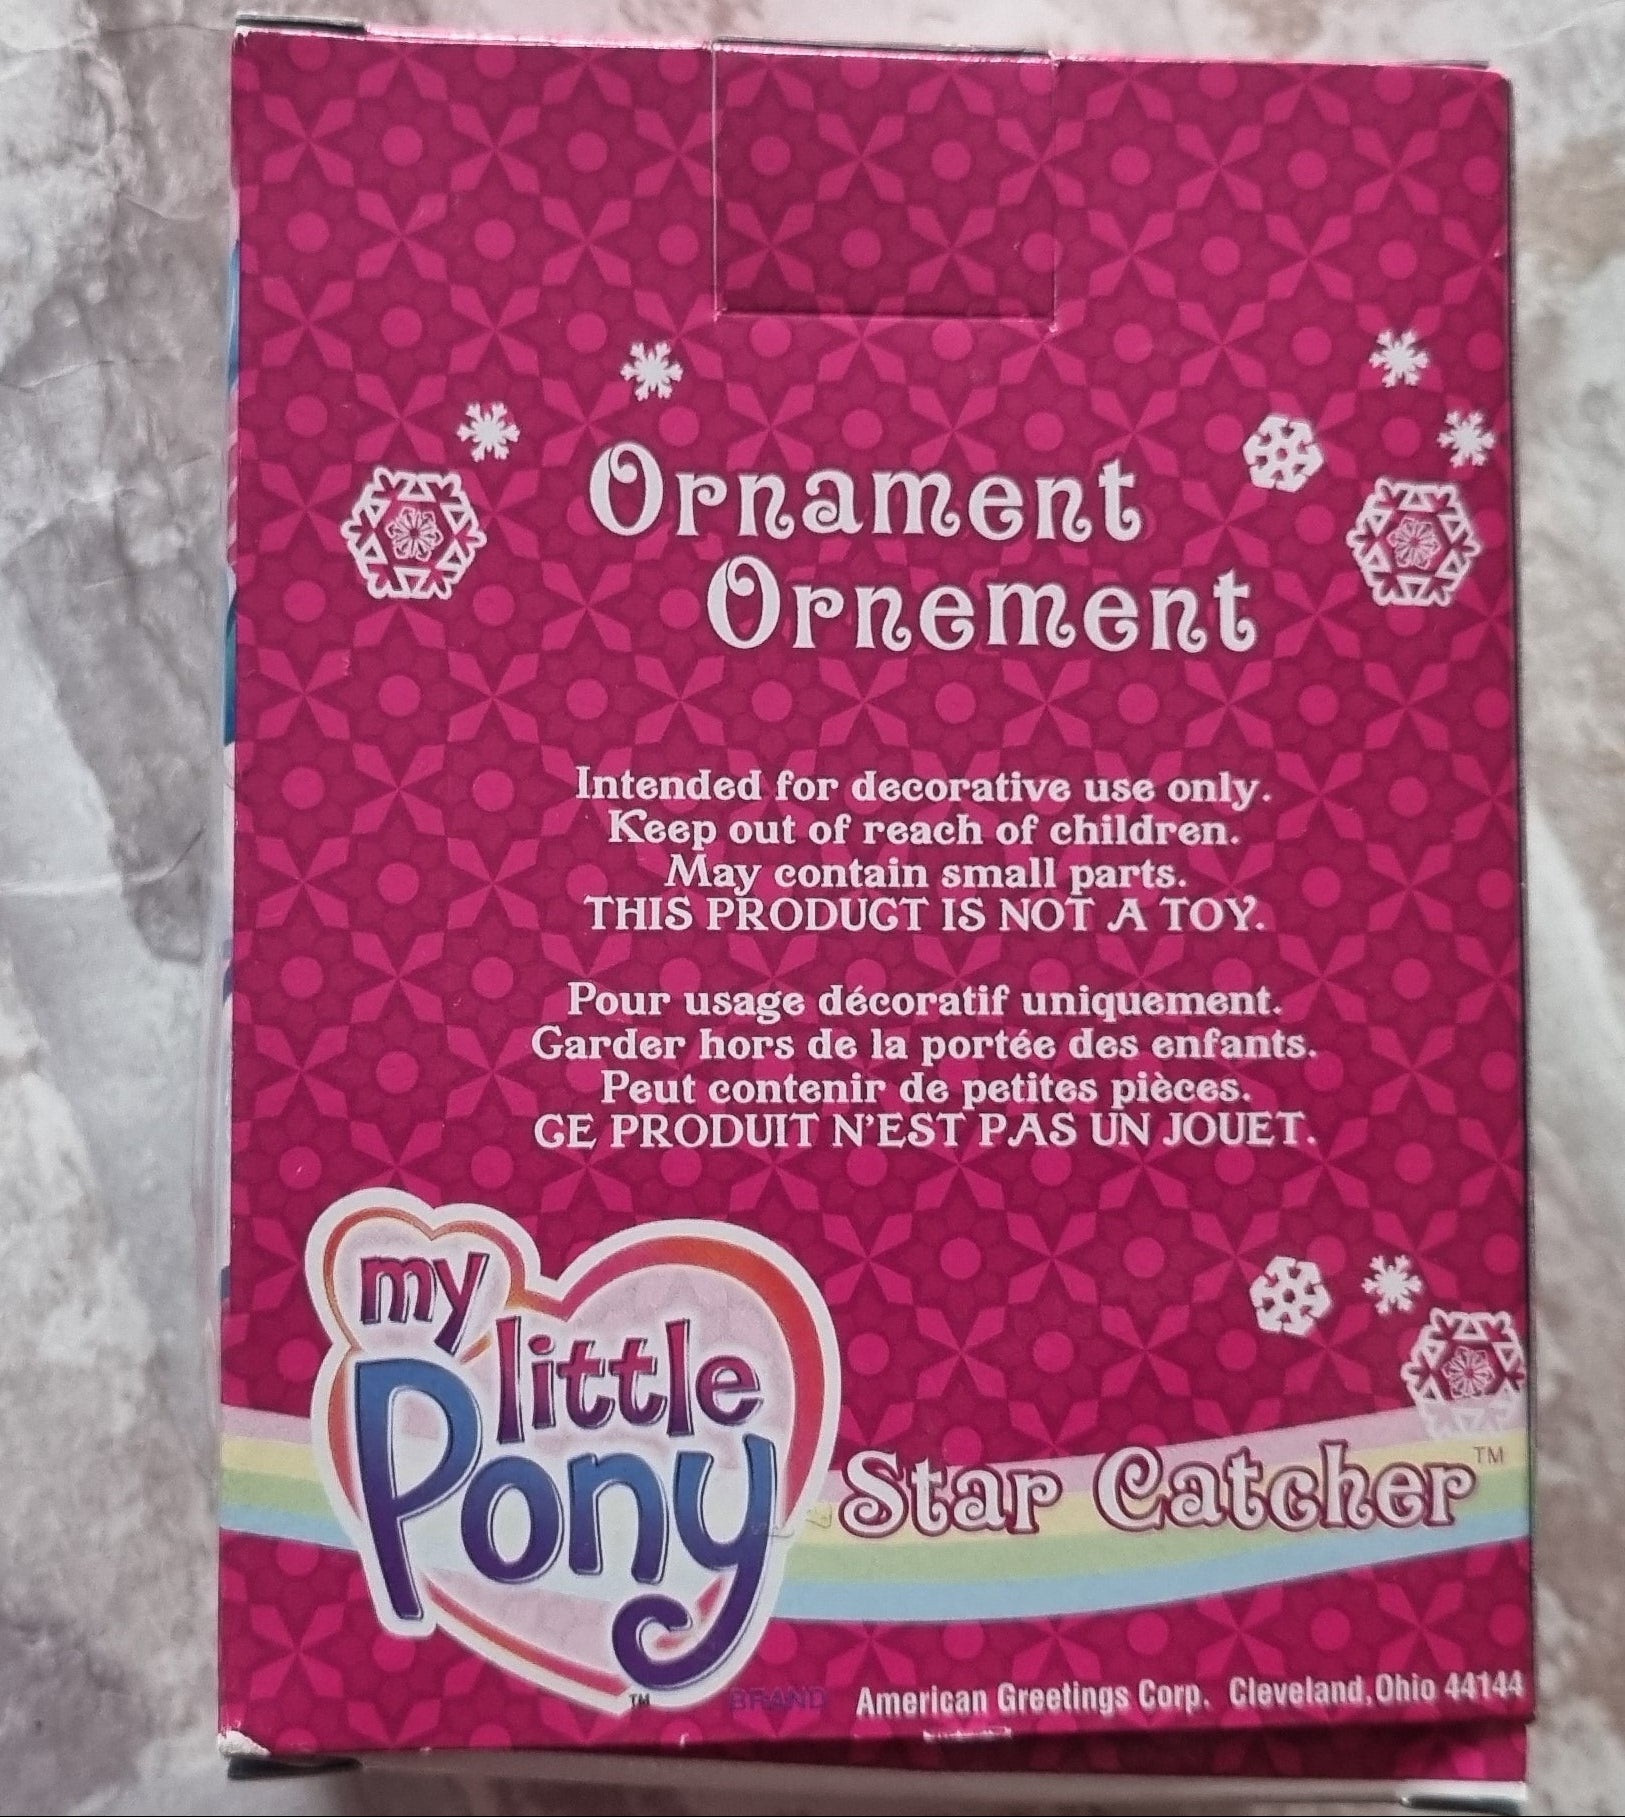 Ornament
Ornement
Intended for decorative use only.
Keep out of reach of children.
May contain small parts.
THIS PRODUCT IS NOT A TOY.
Pour usage décoratif uniquement.
Garder hors de la portée des enfants.
Peut contenir de petites pièces.
CE PRODUIT N'EST PAS UN JOUET.
my
little
Pony
TM
BRAND
Star Catcher™
American Greetings Corp. Cleveland, Ohio 44144